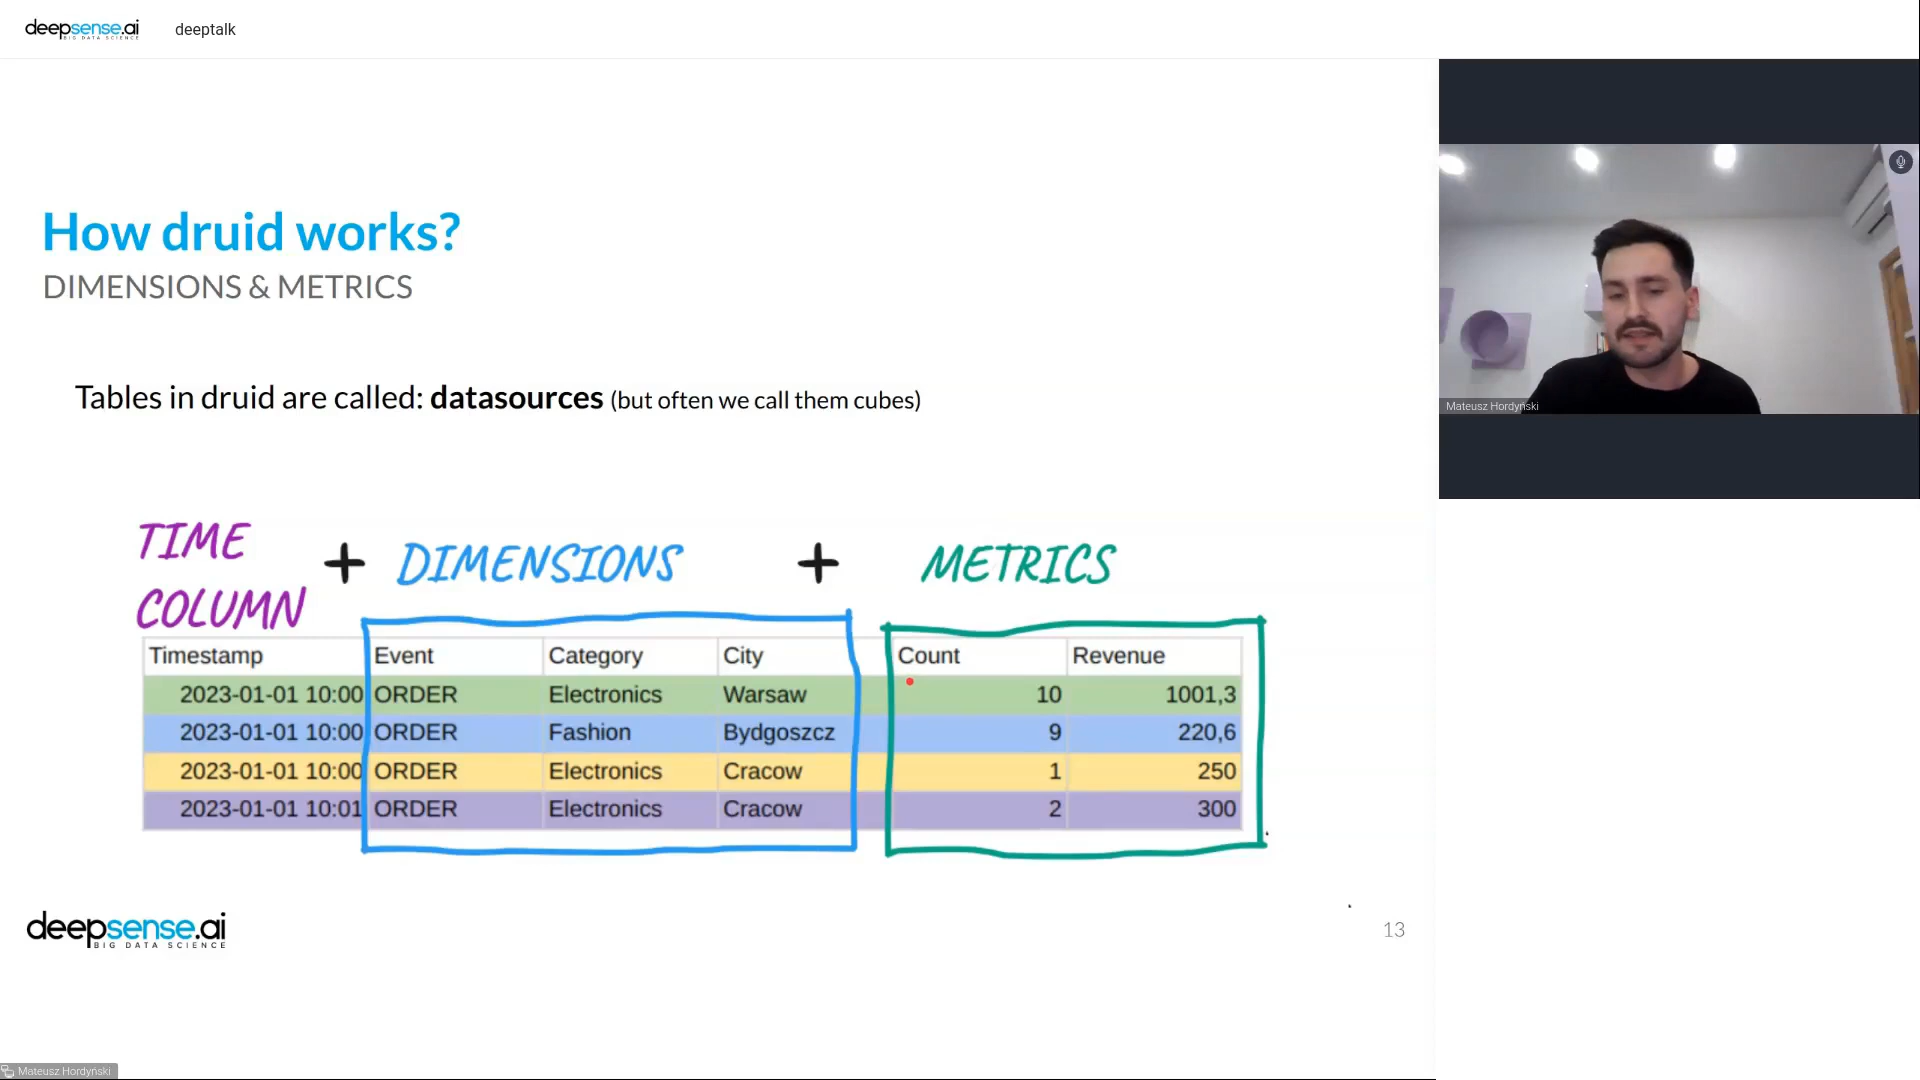 deepsense.ai deeptalk
BIG DATA SCIENCE
How druid works?
DIMENSIONS & METRICS
Tables in druid are called: datasources (but often we call them cubes)
TIME COLUMN + DIMENSIONS + METRICS
Timestamp Event Category City Count Revenue
2023-01-01 10:00 ORDER Electronics Warsaw 10 1001,3
2023-01-01 10:00 ORDER Fashion Bydgoszcz 9 220,6
2023-01-01 10:00 ORDER Electronics Cracow 1 250
2023-01-01 10:01 ORDER Electronics Cracow 2 300
deepsense.ai
BIG DATA SCIENCE
13
Mateusz Hordyński
Mateusz Hordyński